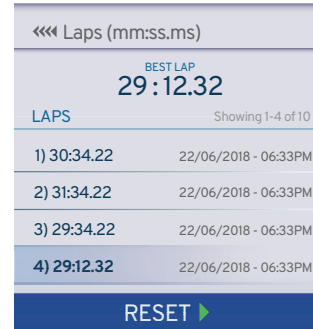 Laps (mm:ss.ms)
BEST LAP
29:12.32
LAPS Showing 1-4 of 10
1) 30:34.22 22/06/2018 - 06:33PM
2) 31:34.22 22/06/2018 - 06:33PM
3) 29:34.22 22/06/2018 - 06:33PM
4) 29:12.32 22/06/2018 - 06:33PM
RESET